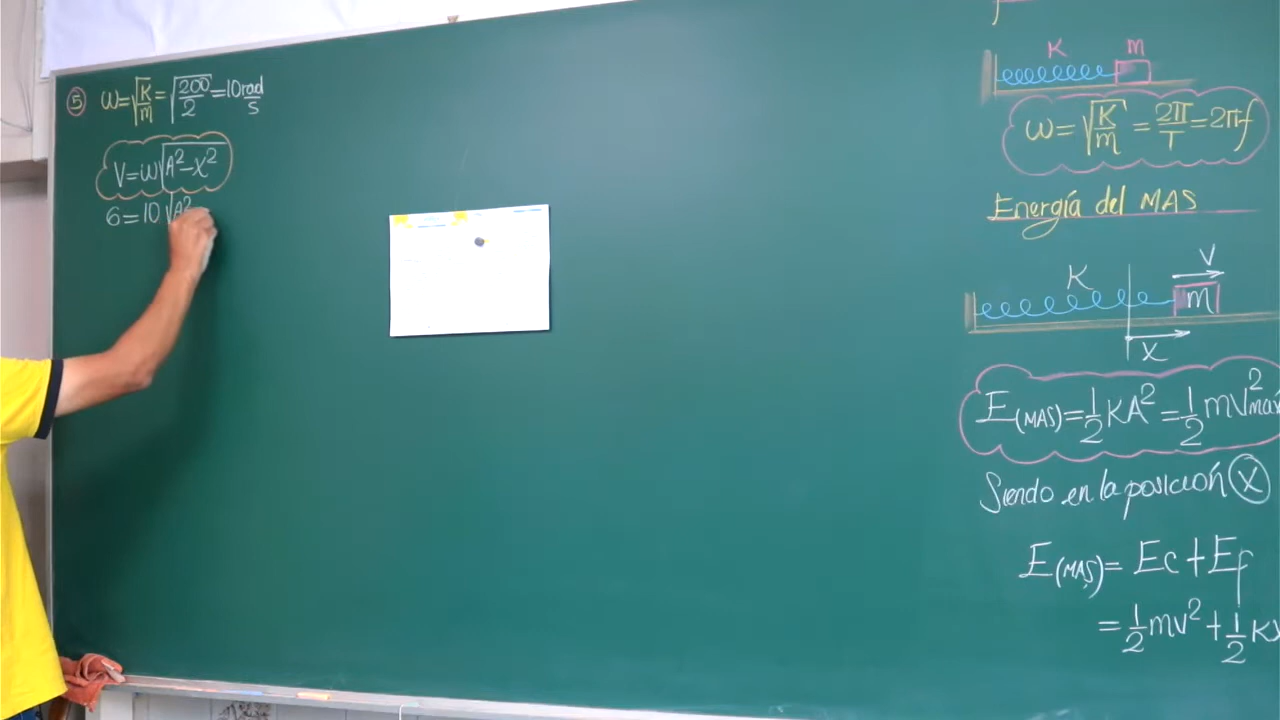 ⑤ ω=√(K/m)=√(200/2)=10 rad/s
V=ω√(A²-X²)
6=10√A²
K m
ω=√(K/m)=2π/T=2πf
Energía del MAS
K m V
X
E(MAS)=1/2KA²=1/2mV²max
Siendo en la posición Ⓧ
E(MAS)=Ec+Ep
=1/2mv²+1/2K